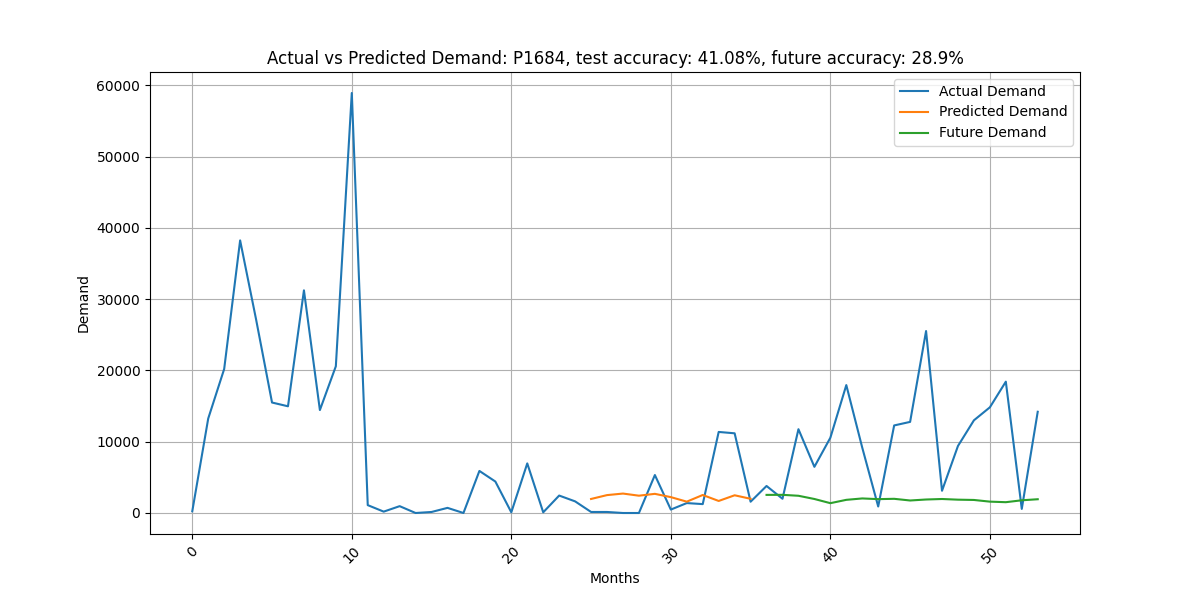 Actual vs Predicted Demand: P1684, test accuracy: 41.08%, future accuracy: 28.9%
Actual Demand
Predicted Demand
Future Demand
60000
50000
40000
30000
20000
10000
0
Demand
0
10
20
30
40
50
Months